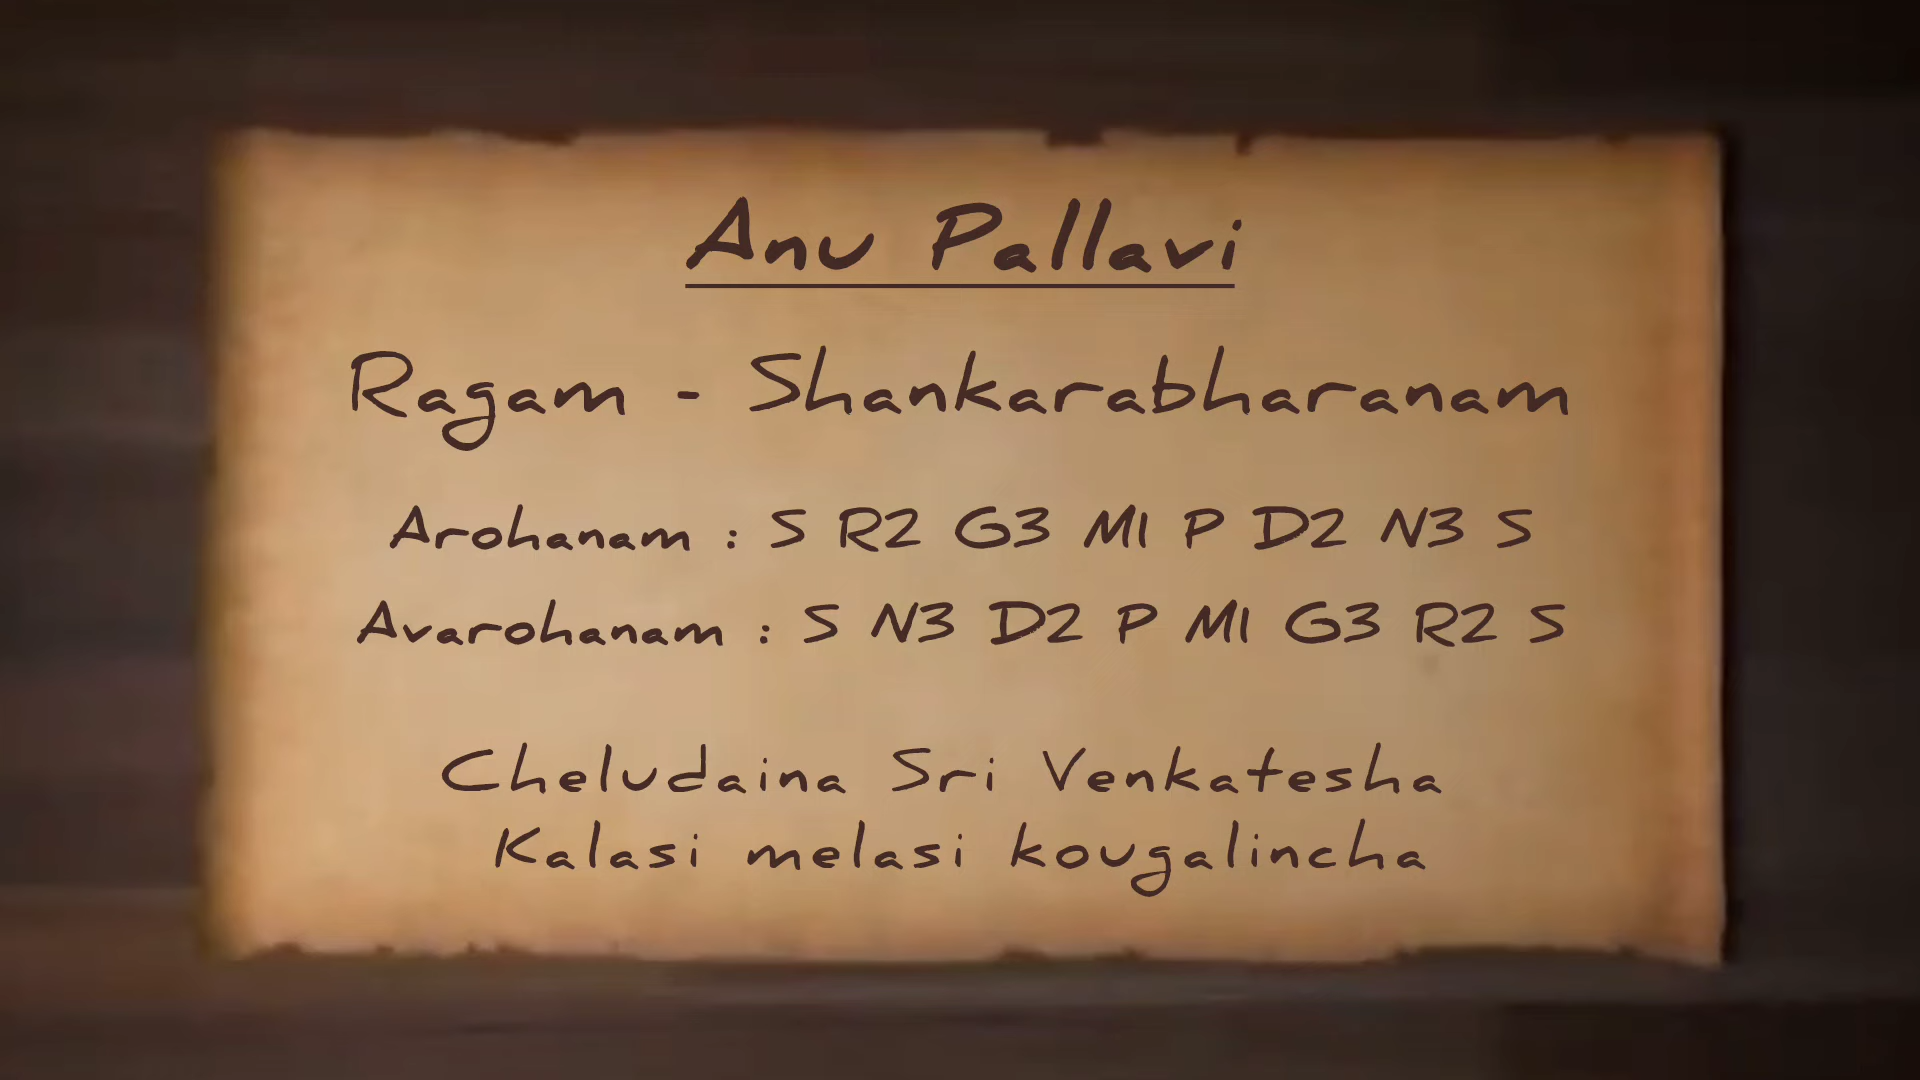 Anu Pallavi
Ragam - Shankarabharanam
Arohanam : S R2 G3 M1 P D2 N3 S
Avarohanam : S N3 D2 P M1 G3 R2 S
Cheludaina Sri Venkatesha
Kalasi melasi kougalincha